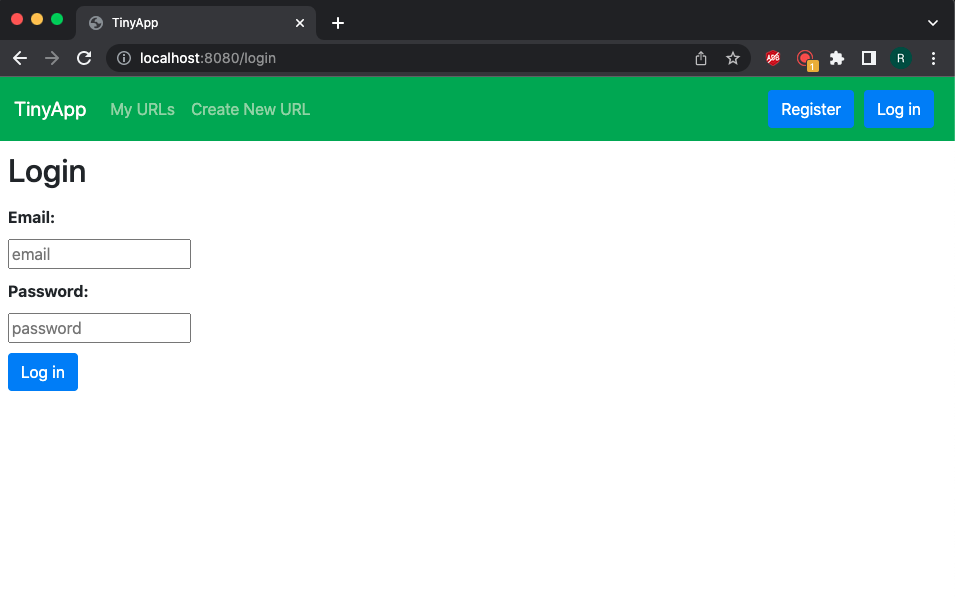 TinyApp
localhost:8080/login
ABP
1
R
TinyApp My URLs Create New URL Register Log in
Login
Email:
email
Password:
password
Log in